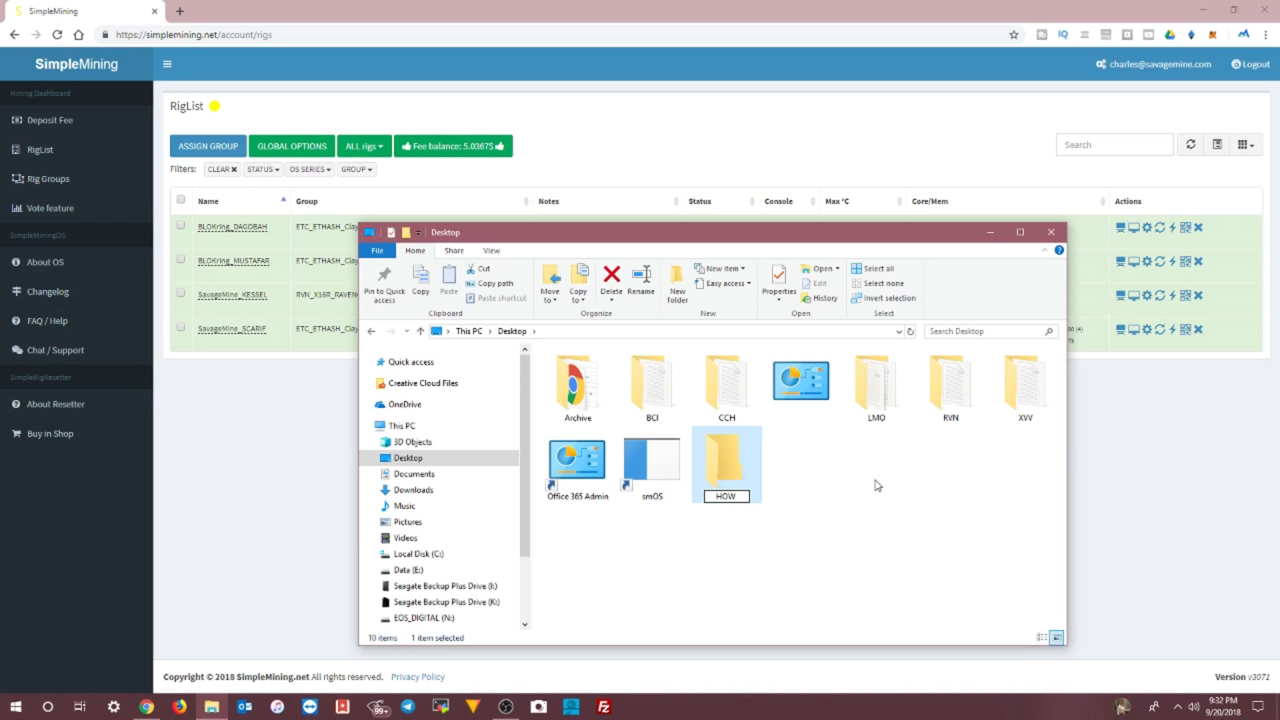 SimpleMining
https://simplemining.net/account/rigs
SimpleMining
charles@savagemine.com
Logout
Mining Dashboard
Deposit Fee
RigList
Rig Groups
Vote feature
SimpleMiningOS
About OS
Changelog
FAQ / Help
Chat / Support
SimpleRigResetter
About Resetter
Buy in Shop
RigList
ASSIGN GROUP
GLOBAL OPTIONS
ALL rigs
Fee balance: 5.0367$
Search
Filters:
CLEAR
STATUS
OS SERIES
GROUP
Name
Group
Notes
Status
Console
Max °C
Core/Mem
Actions
BLOKring_DAGOBAH
ETC_ETHASH_Clay
BLOKring_MUSTAFAR
ETC_ETHASH_Clay
SavageMine_KESSEL
RVN_X16R_RAVEN
SavageMine_SCARIF
ETC_ETHASH_Clay
Desktop
File
Home
Share
View
Pin to Quick
access
Copy
Paste
Cut
Copy path
Paste shortcut
Clipboard
Move
to
Copy
to
Delete
Rename
Organize
New
folder
New item
Easy access
New
Properties
Open
Edit
History
Open
Select all
Select none
Invert selection
Select
This PC
Desktop
Search Desktop
Quick access
Creative Cloud Files
OneDrive
This PC
3D Objects
Desktop
Documents
Downloads
Music
Pictures
Videos
Local Disk (C:)
Data (E:)
Seagate Backup Plus Drive (I:)
Seagate Backup Plus Drive (K:)
EOS_DIGITAL (N:)
Archive
BCI
CCH
LMO
RVN
XVV
Office 365 Admin
smOS
HOW
10 items
1 item selected
Copyright © 2018 SimpleMining.net All rights reserved.
Privacy Policy
Version v3071
99+
9:32 PM
9/20/2018